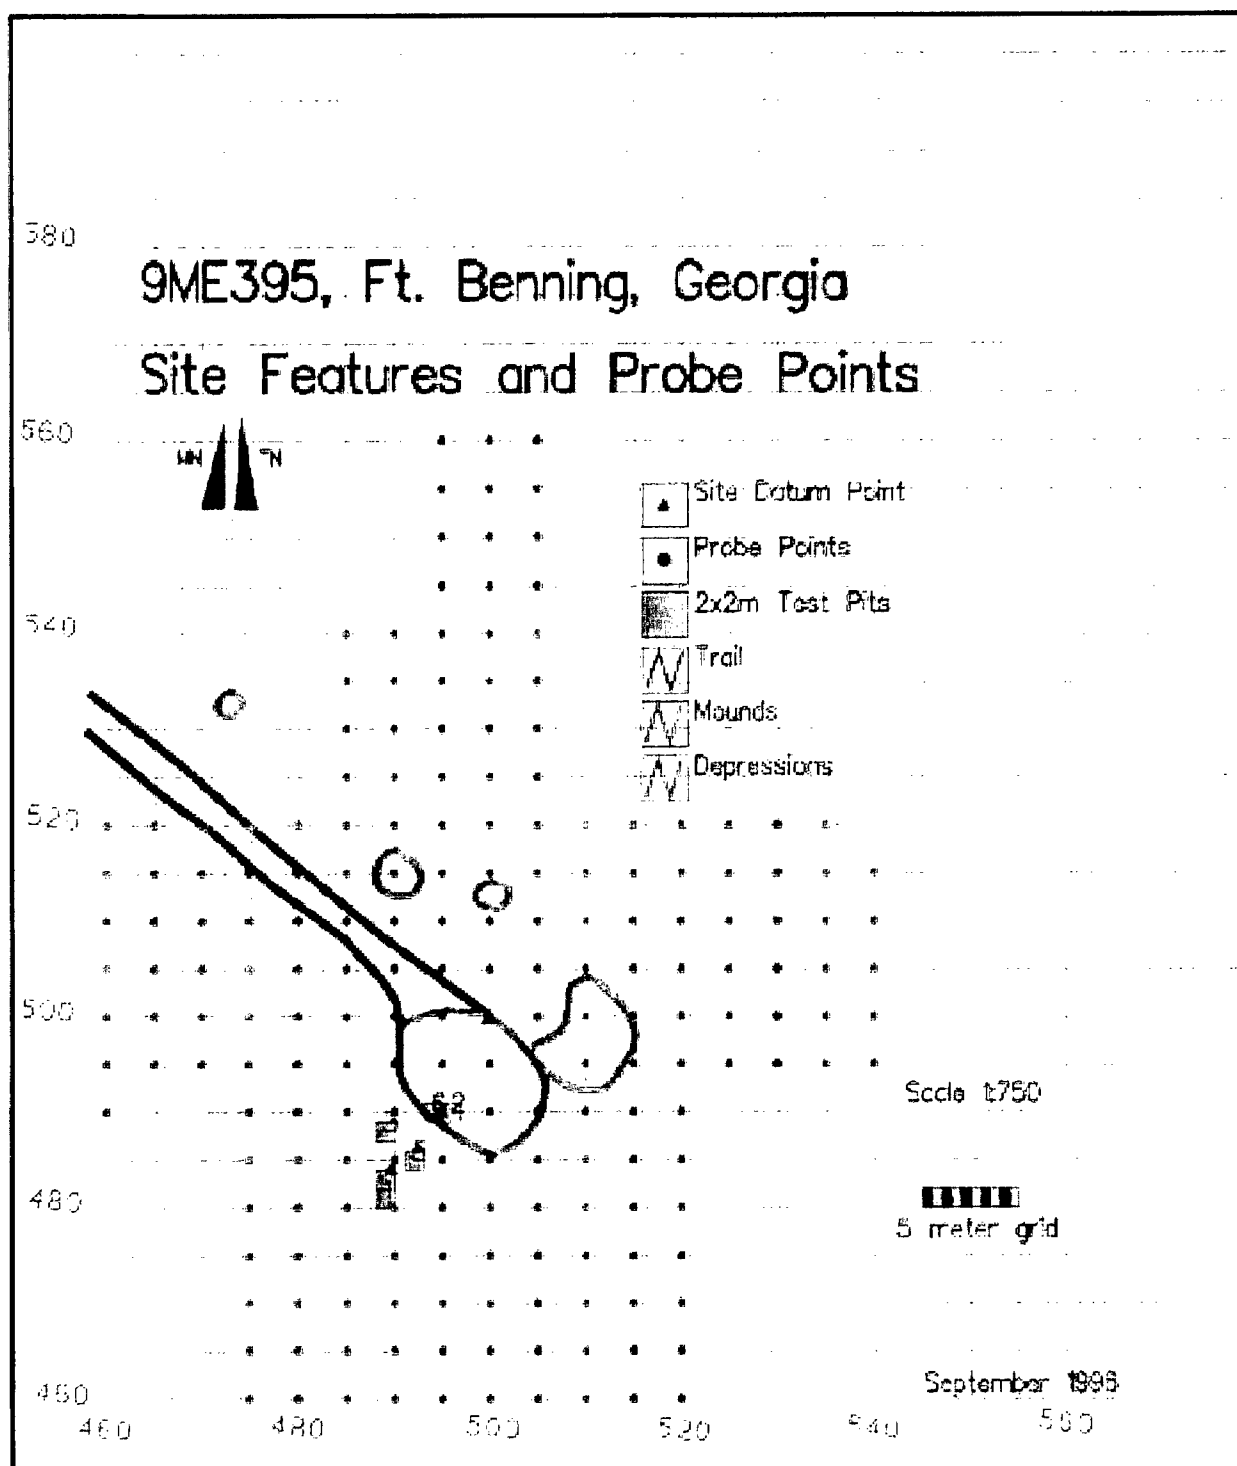 580
9ME395, Ft. Benning, Georgia
Site Features and Probe Points
560
MN TN
Site Datum Point
Probe Points
2x2m Test Pits
Trail
Mounds
Depressions
540
520
500
Scale 1:750
480
5 meter grid
September
460
460 480 500 520 540 560